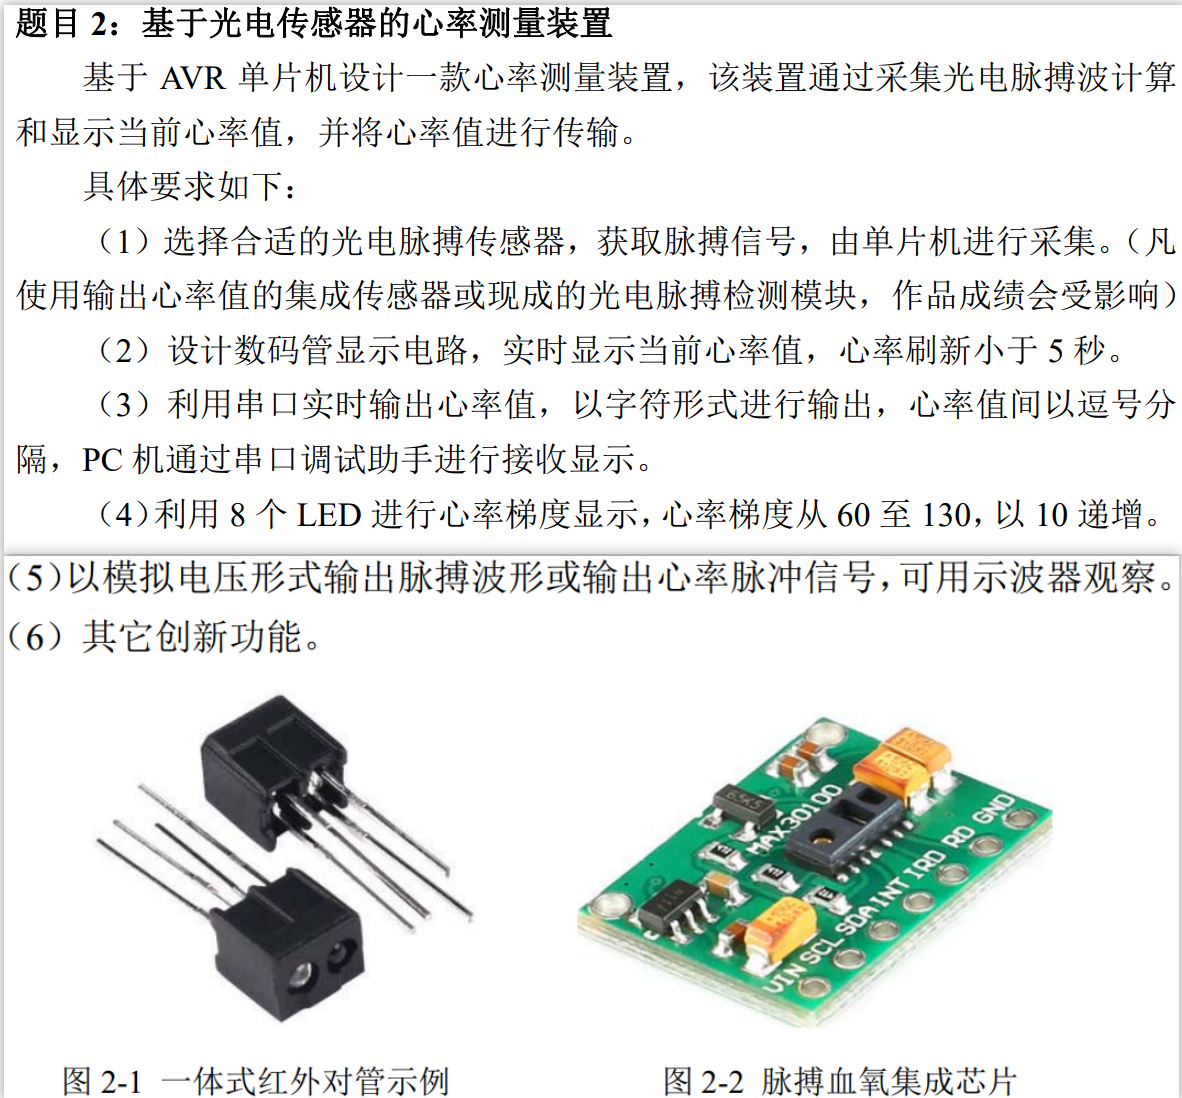 题目 2：基于光电传感器的心率测量装置
基于 AVR 单片机设计一款心率测量装置，该装置通过采集光电脉搏波计算
和显示当前心率值，并将心率值进行传输。
具体要求如下：
（1）选择合适的光电脉搏传感器，获取脉搏信号，由单片机进行采集。（凡
使用输出心率值的集成传感器或现成的光电脉搏检测模块，作品成绩会受影响）
（2）设计数码管显示电路，实时显示当前心率值，心率刷新小于 5 秒。
（3）利用串口实时输出心率值，以字符形式进行输出，心率值间以逗号分
隔，PC 机通过串口调试助手进行接收显示。
（4）利用 8 个 LED 进行心率梯度显示，心率梯度从 60 至 130，以 10 递增。
（5）以模拟电压形式输出脉搏波形或输出心率脉冲信号，可用示波器观察。
（6）其它创新功能。
MAX30100
VIN SCL SDA INT IRD RD GND
图 2-1 一体式红外对管示例
图 2-2 脉搏血氧集成芯片